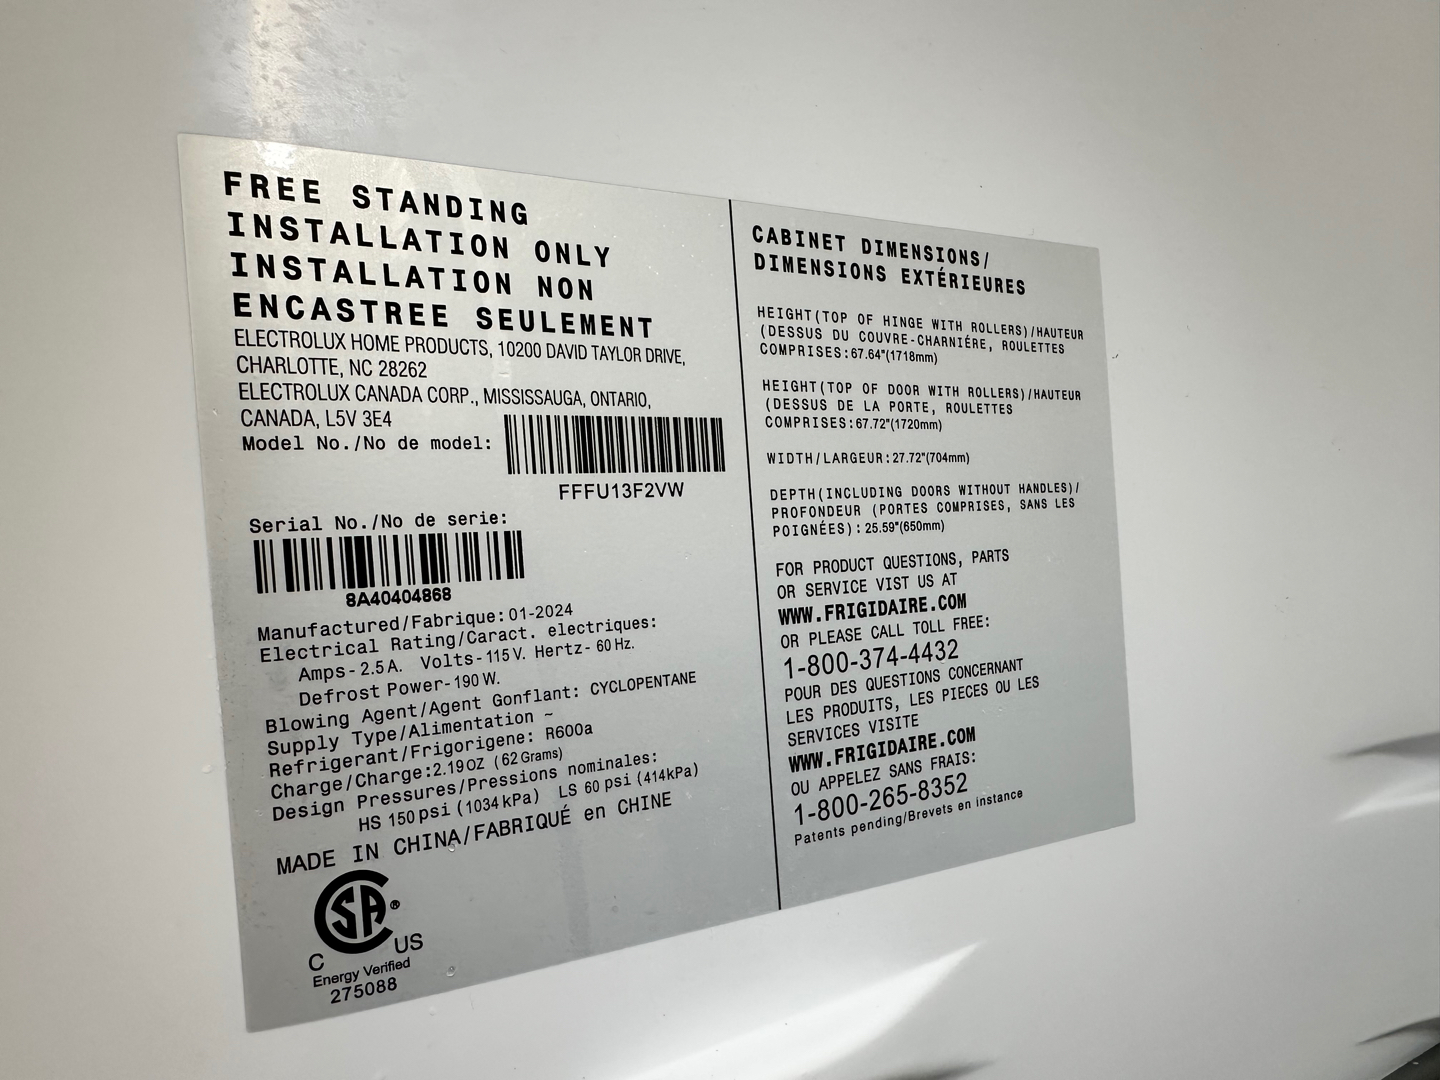 FREE STANDING
INSTALLATION ONLY
INSTALLATION NON
ENCASTREE SEULEMENT
ELECTROLUX HOME PRODUCTS, 10200 DAVID TAYLOR DRIVE,
CHARLOTTE, NC 28262
ELECTROLUX CANADA CORP., MISSISSAUGA, ONTARIO,
CANADA, L5V 3E4
Model No./No de model:
FFFU13F2VW
Serial No./No de serie:
8A40404868
Manufactured/Fabrique: 01-2024
Electrical Rating/Caract. electriques:
Amps- 2.5 A. Volts- 115 V. Hertz- 60 Hz.
Defrost Power- 190 W.
Blowing Agent/Agent Gonflant: CYCLOPENTANE
Supply Type/Alimentation ~
Refrigerant/Frigorigene: R600a
Charge/Charge:2.19 OZ (62 Grams)
Design Pressures/Pressions nominales:
HS 150 psi (1034 kPa) LS 60 psi (414kPa)
MADE IN CHINA/FABRIQUÉ en CHINE
CSA®
C US
Energy Verified
275088
CABINET DIMENSIONS/
DIMENSIONS EXTÉRIEURES
HEIGHT(TOP OF HINGE WITH ROLLERS)/HAUTEUR
(DESSUS DU COUVRE-CHARNIÉRE, ROULETTES
COMPRISES:67.64"(1718mm)
HEIGHT(TOP OF DOOR WITH ROLLERS)/HAUTEUR
(DESSUS DE LA PORTE, ROULETTES
COMPRISES:67.72"(1720mm)
WIDTH/LARGEUR:27.72"(704mm)
DEPTH(INCLUDING DOORS WITHOUT HANDLES)/
PROFONDEUR (PORTES COMPRISES, SANS LES
POIGNÉES):25.59"(650mm)
FOR PRODUCT QUESTIONS, PARTS
OR SERVICE VIST US AT
WWW.FRIGIDAIRE.COM
OR PLEASE CALL TOLL FREE:
1-800-374-4432
POUR DES QUESTIONS CONCERNANT
LES PRODUITS, LES PIECES OU LES
SERVICES VISITE
WWW.FRIGIDAIRE.COM
OU APPELEZ SANS FRAIS:
1-800-265-8352
Patents pending/Brevets en instance